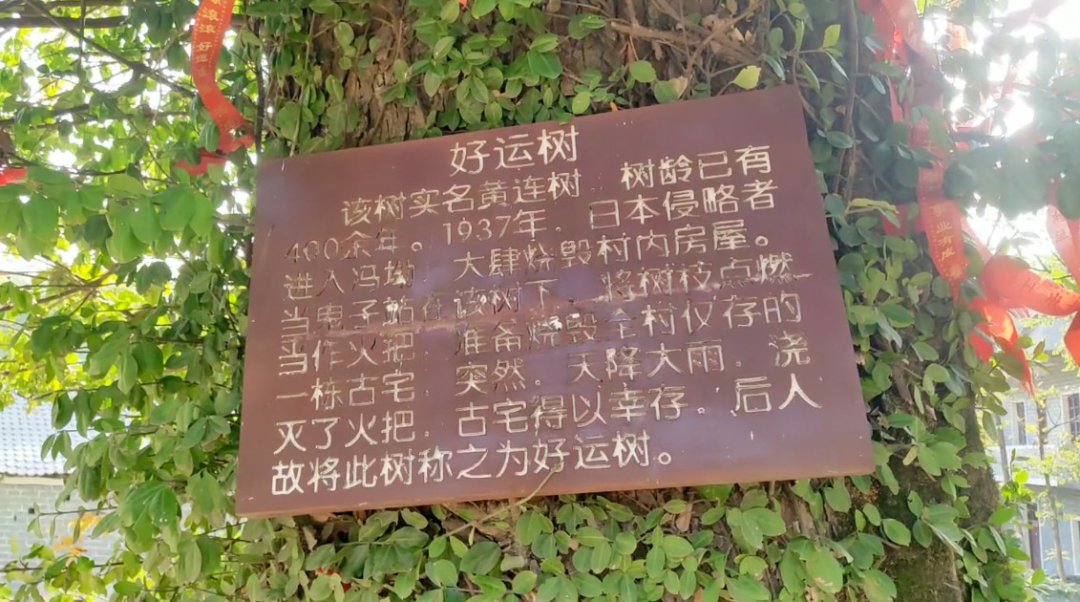 好运树
该树实名黄连树 树龄已有
400余年。1937年，日本侵略者
进入冯坳，大肆烧毁村内房屋。
当鬼子站在该树下，将树枝点燃
当作火把，准备烧毁全村仅存的
一栋古宅，突然，天降大雨，浇
灭了火把，古宅得以幸存，后人
故将此树称之为好运树。